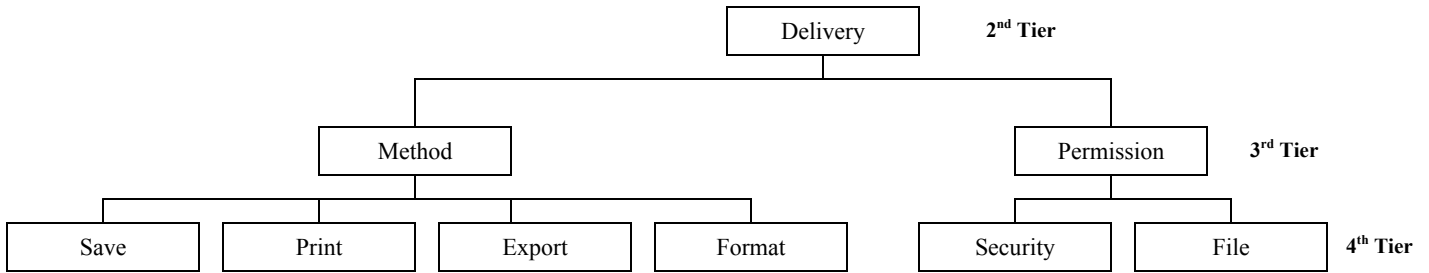 Delivery 2nd Tier
Method Permission 3rd Tier
Save Print Export Format Security File 4th Tier